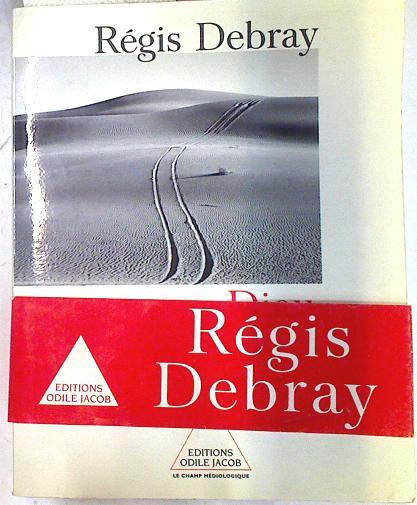 Régis Debray
Régis
Debray
EDITIONS
ODILE JACOB
EDITIONS
ODILE JACOB
LE CHAMP MÉDIOLOGIQUE